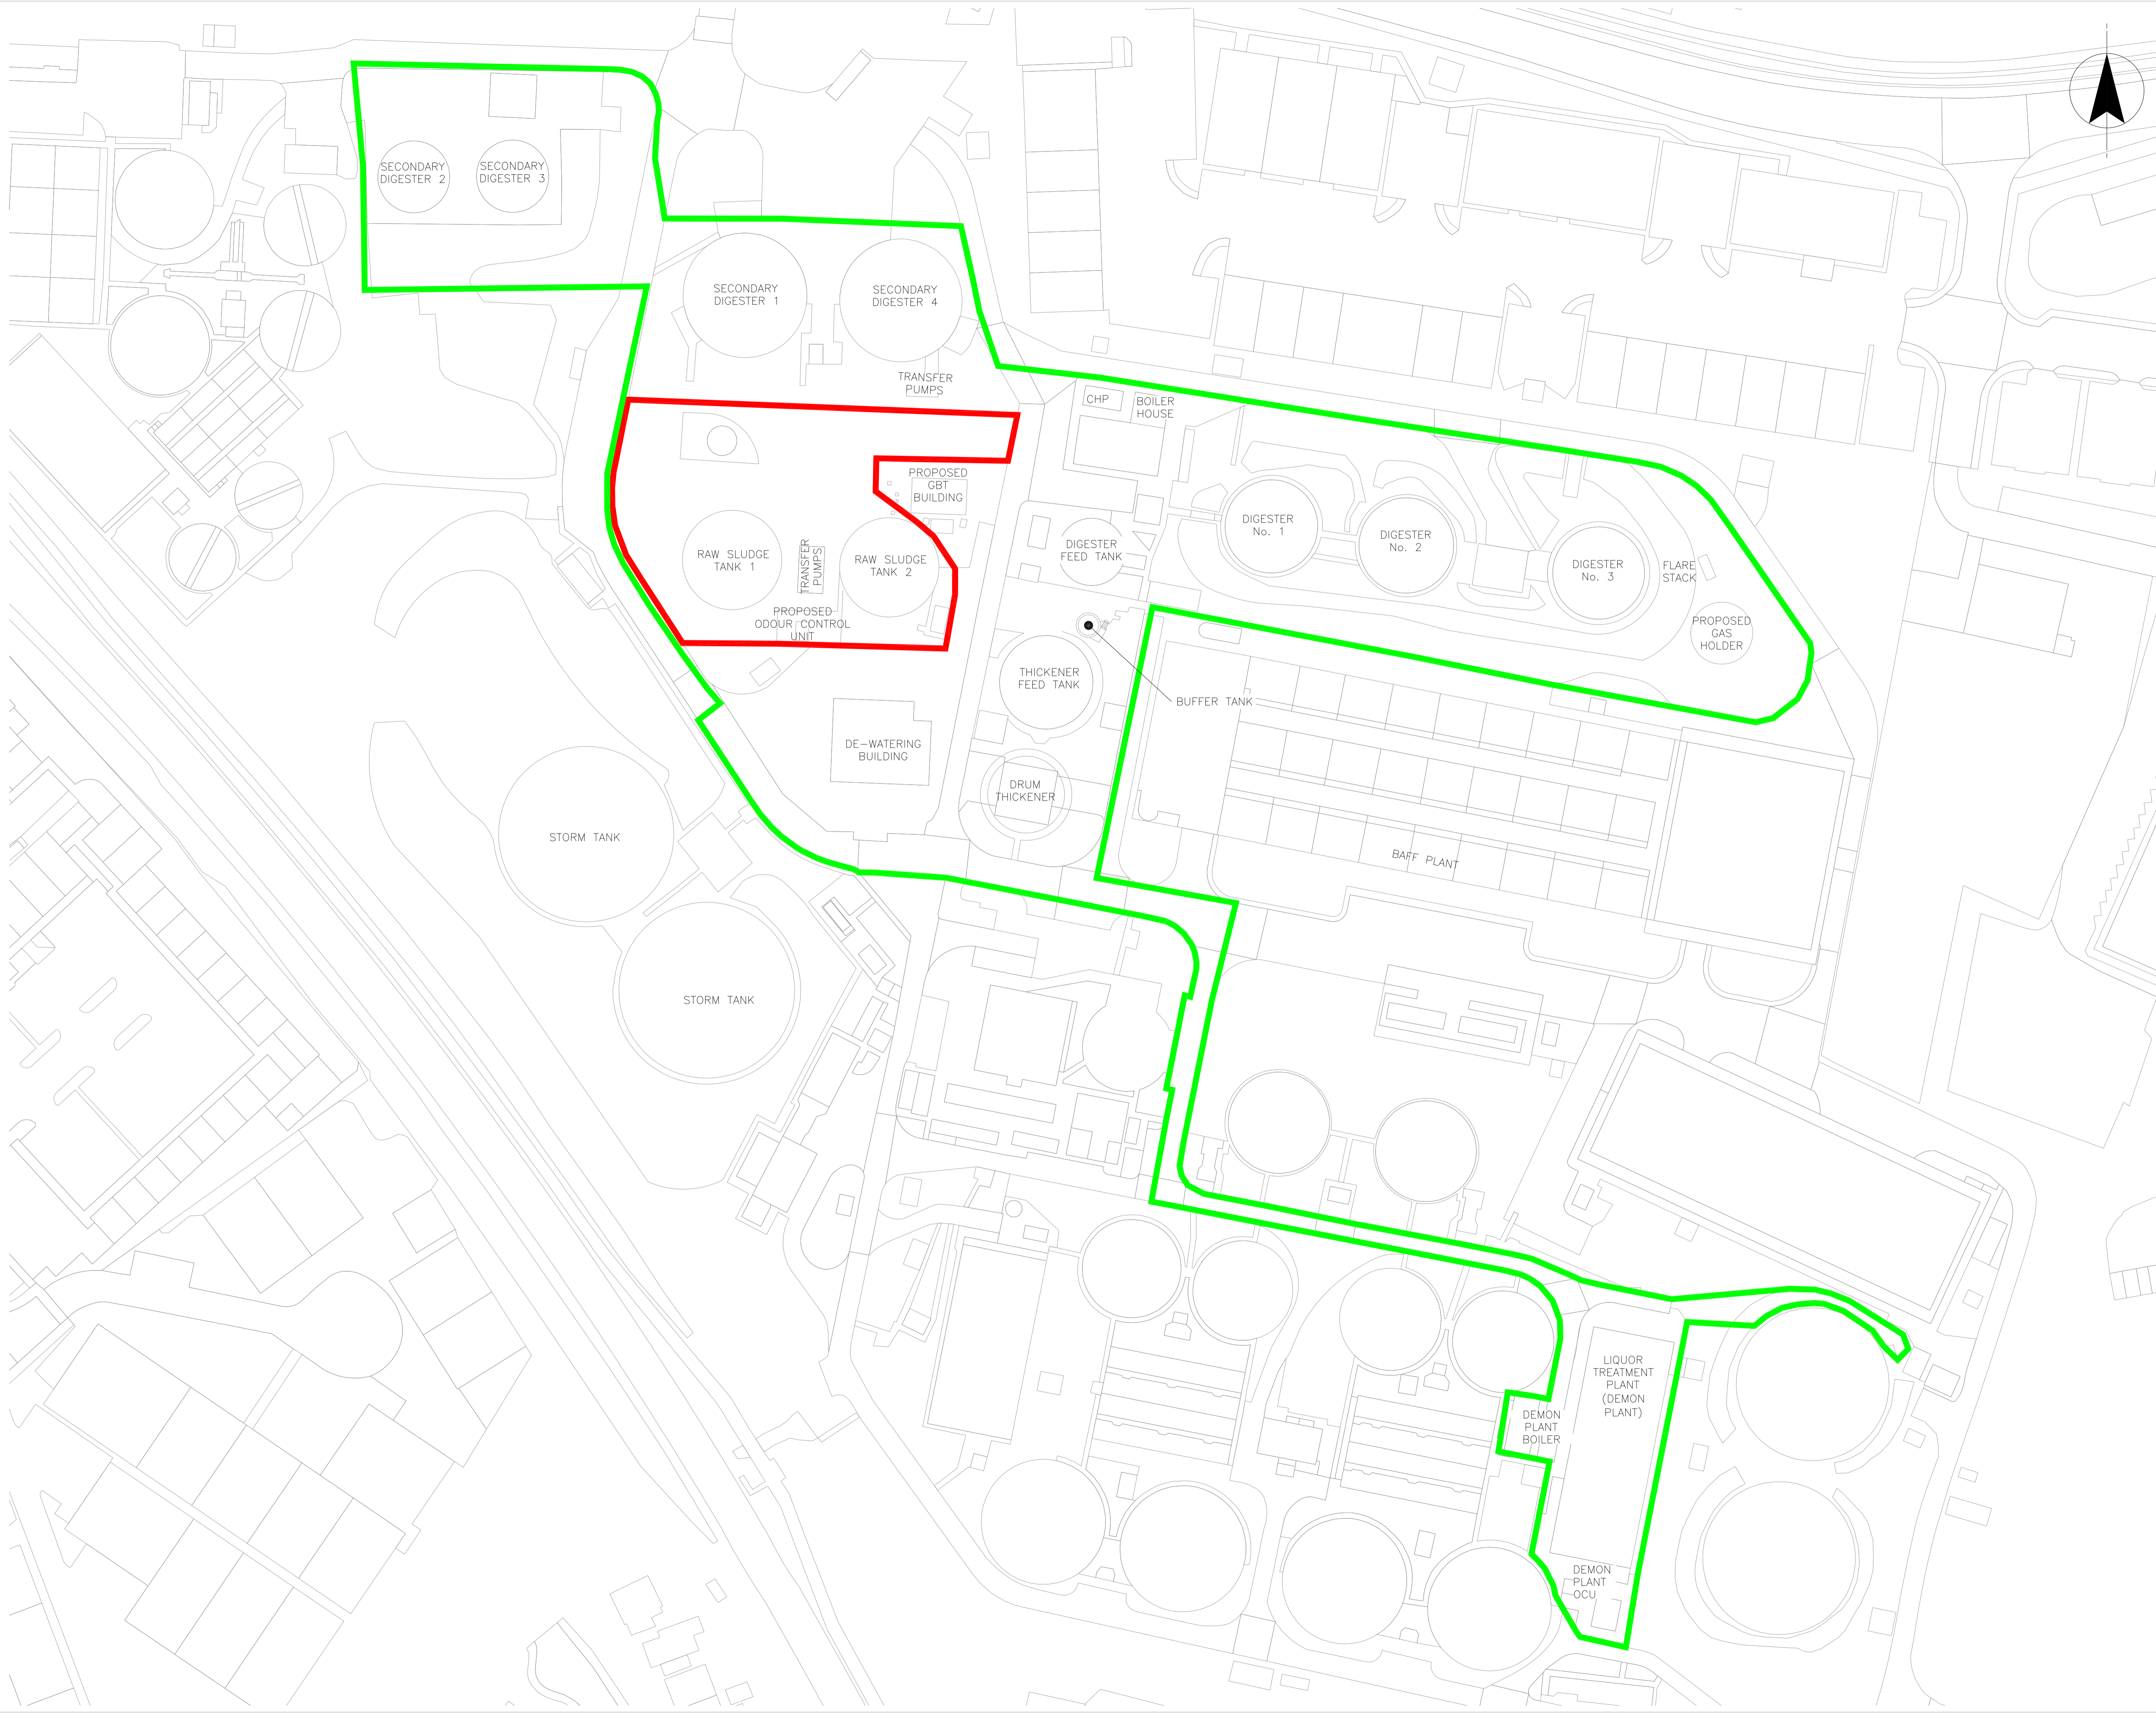 SECONDARY
DIGESTER 2
SECONDARY
DIGESTER 3
SECONDARY
DIGESTER 1
SECONDARY
DIGESTER 4
TRANSFER
PUMPS
CHP
BOILER
HOUSE
PROPOSED
GBT
BUILDING
RAW SLUDGE
TANK 1
TRANSFER
PUMPS
RAW SLUDGE
TANK 2
PROPOSED
ODOUR CONTROL
UNIT
DIGESTER
FEED TANK
DIGESTER
No. 1
DIGESTER
No. 2
DIGESTER
No. 3
FLARE
STACK
PROPOSED
GAS
HOLDER
THICKENER
FEED TANK
BUFFER TANK
DE-WATERING
BUILDING
DRUM
THICKENER
STORM TANK
BAFF PLANT
STORM TANK
LIQUOR
TREATMENT
PLANT
(DEMON
PLANT)
DEMON
PLANT
BOILER
DEMON
PLANT
OCU